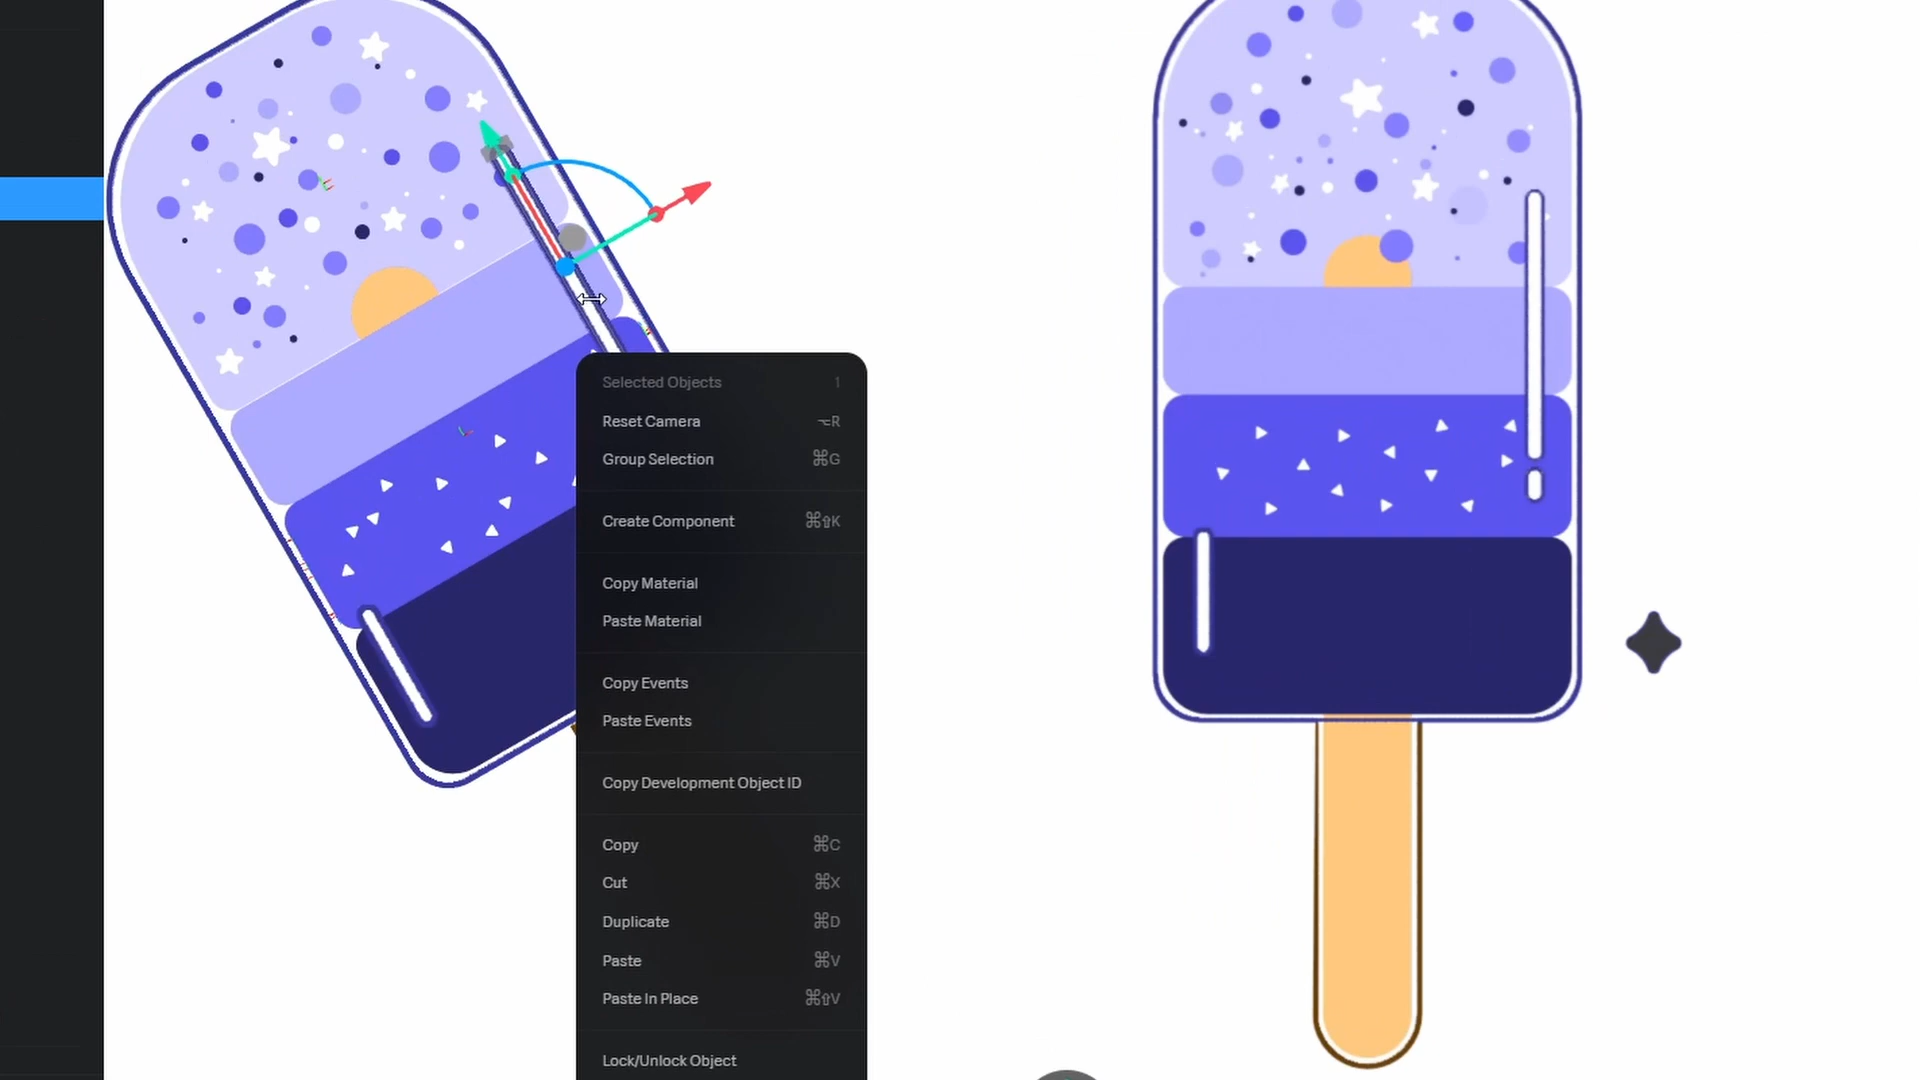 Selected Objects 1
Reset Camera ⌥R
Group Selection ⌘G
Create Component ⌘⇧K
Copy Material
Paste Material
Copy Events
Paste Events
Copy Development Object ID
Copy ⌘C
Cut ⌘X
Duplicate ⌘D
Paste ⌘V
Paste In Place ⌘⇧V
Lock/Unlock Object